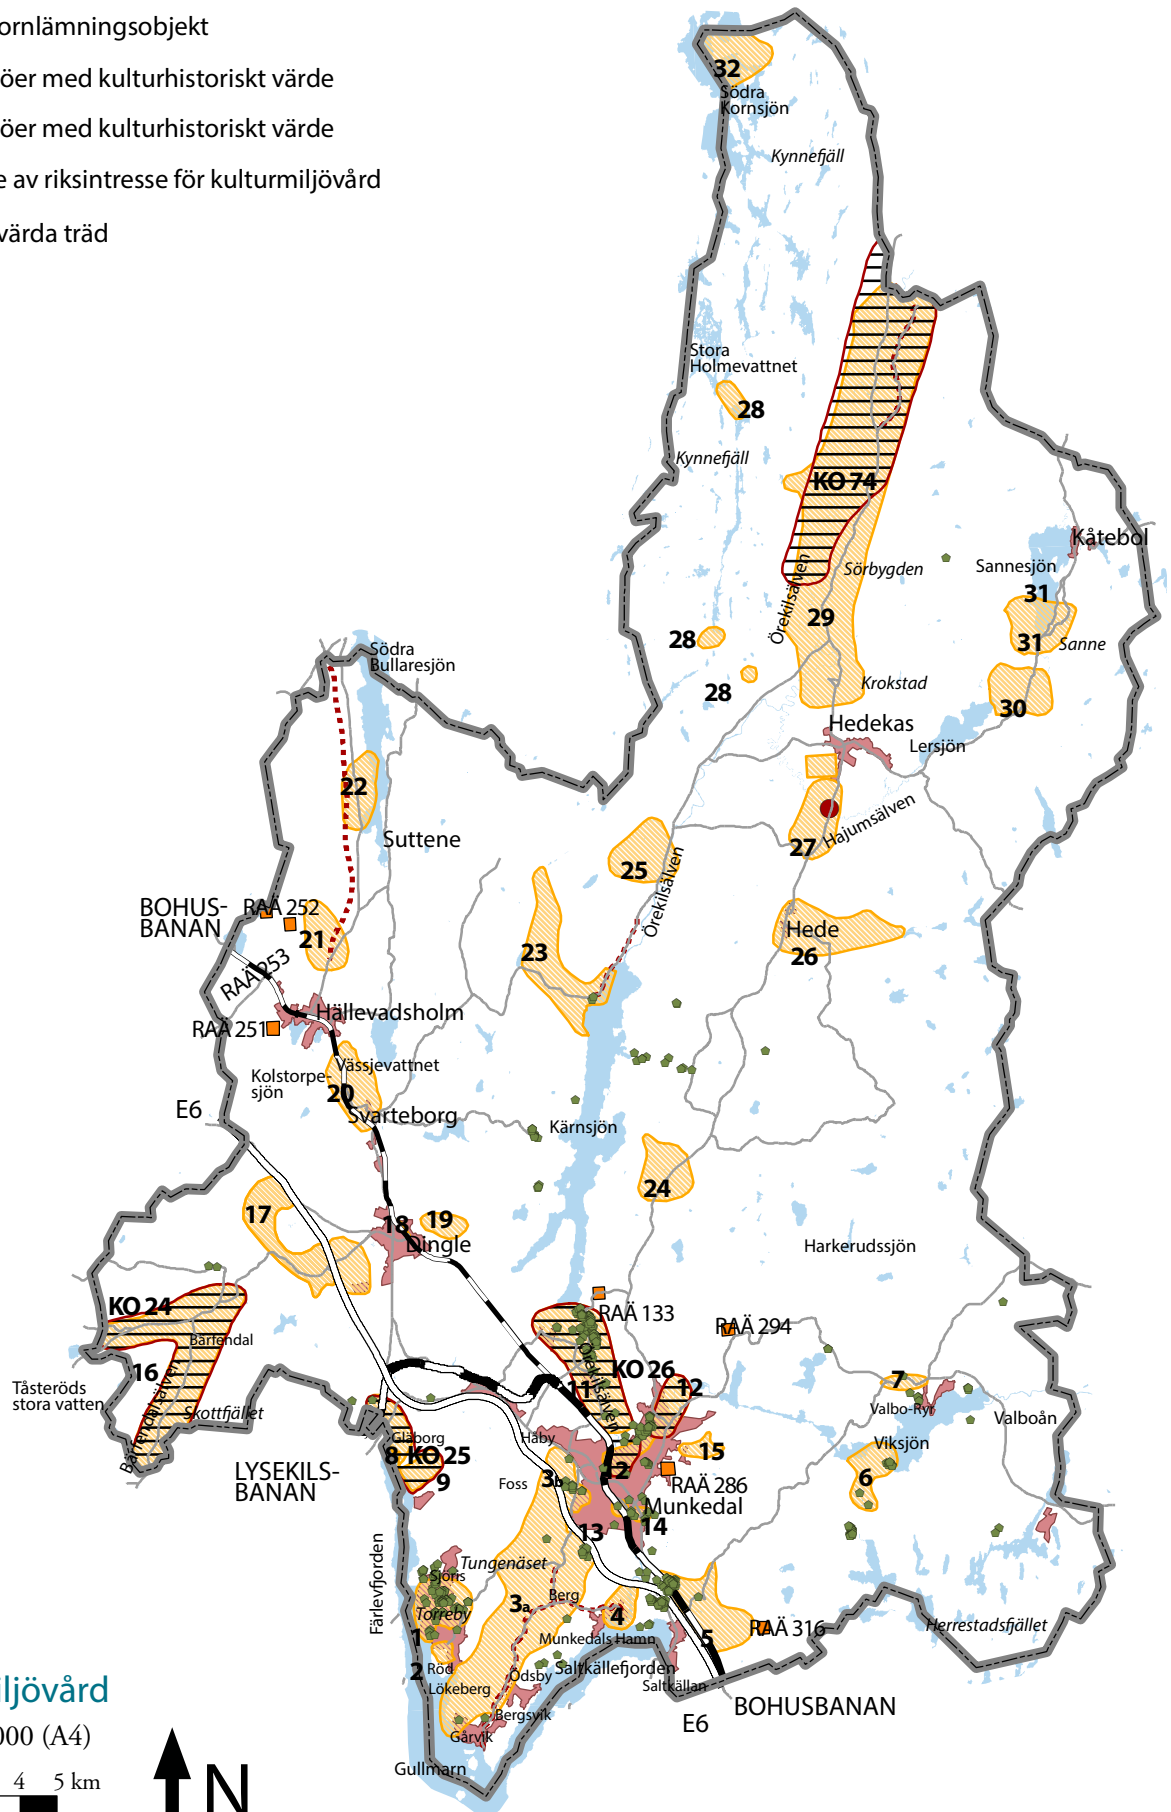 ornlämningsobjekt
öer med kulturhistoriskt värde
öer med kulturhistoriskt värde
e av riksintresse för kulturmiljövård
värda träd
32
Södra
Kornsjön
Kynnefjäll
Stora
Holmevattnet
28
Kynnefjäll
KO 74
Kåtebol
Sannesjön
Sörbygden
Örekilsälven
31
29
31
Sanne
28
28
Krokstad
30
Hedekas
Lersjön
Södra
Bullaresjön
22
Suttene
Hajumsälven
27
25
Örekilsälven
BOHUS-
BANAN
RAÄ 252
21
23
Hede
26
RAÄ 253
Hällevadsholm
RAÄ 251
Vässjevattnet
Kolstorpe-
sjön
20
Svarteborg
E6
Kärnsjön
24
17
18
19
Dingle
Harkerudssjön
KO 24
RAÄ 133
RAÄ 294
Bärfendal
16
Bärfendalsälven
Örekilsälven
KO 26
11
12
7
Tåsteröds
stora vatten
Skottfjället
Valbo-Ryr
Valboån
Glaborg
Håby
15
Viksjön
8 KO 25
9
LYSEKILS-
BANAN
12
3b
Foss
RAÄ 286
6
Munkedal
14
13
Färlevfjorden
Tungenäset
Sjöris
Torreby
Berg
3a
4
1
Munkedals Hamn
5
RAÄ 316
Herrestadsfjället
2
Röd
Lökeberg
Ödsby
Saltkällefjorden
Saltkällan
Bergsvik
BOHUSBANAN
E6
Gårvik
Gullmarn
iljövård
000 (A4)
4 5 km
N